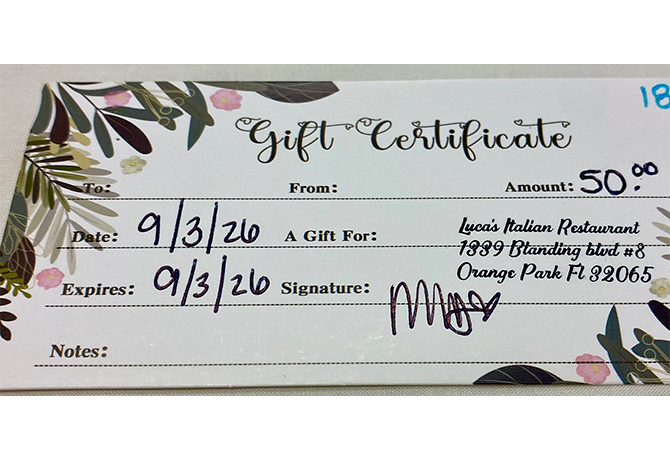 18
Gift Certificate
To: From: Amount: 50.00
Date: 9/3/26 A Gift For: Luca's Italian Restaurant
1339 Blanding blvd #8
Expires: 9/3/26 Signature: Orange Park Fl 32065
Notes: